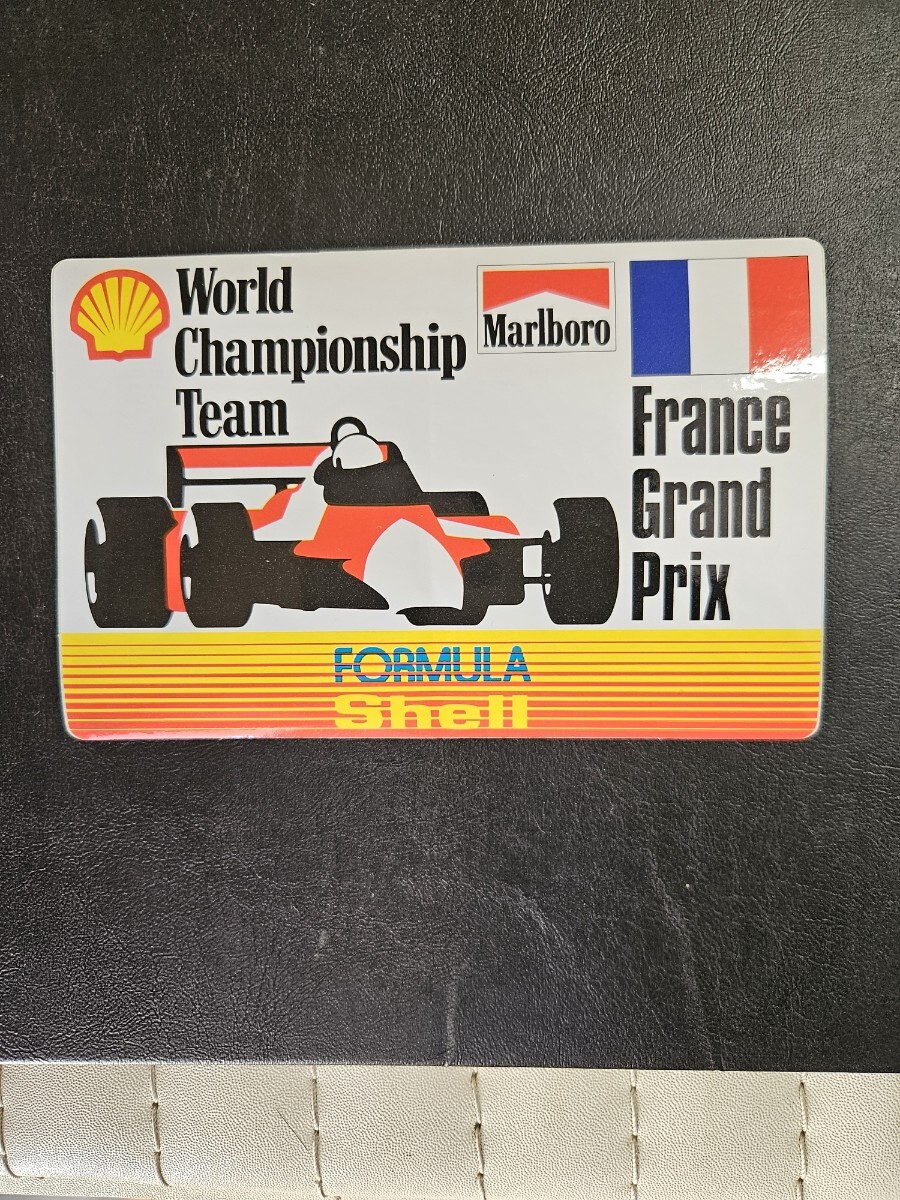 World
Championship
Team
Marlboro
France
Grand
Prix
FORMULA
Shell